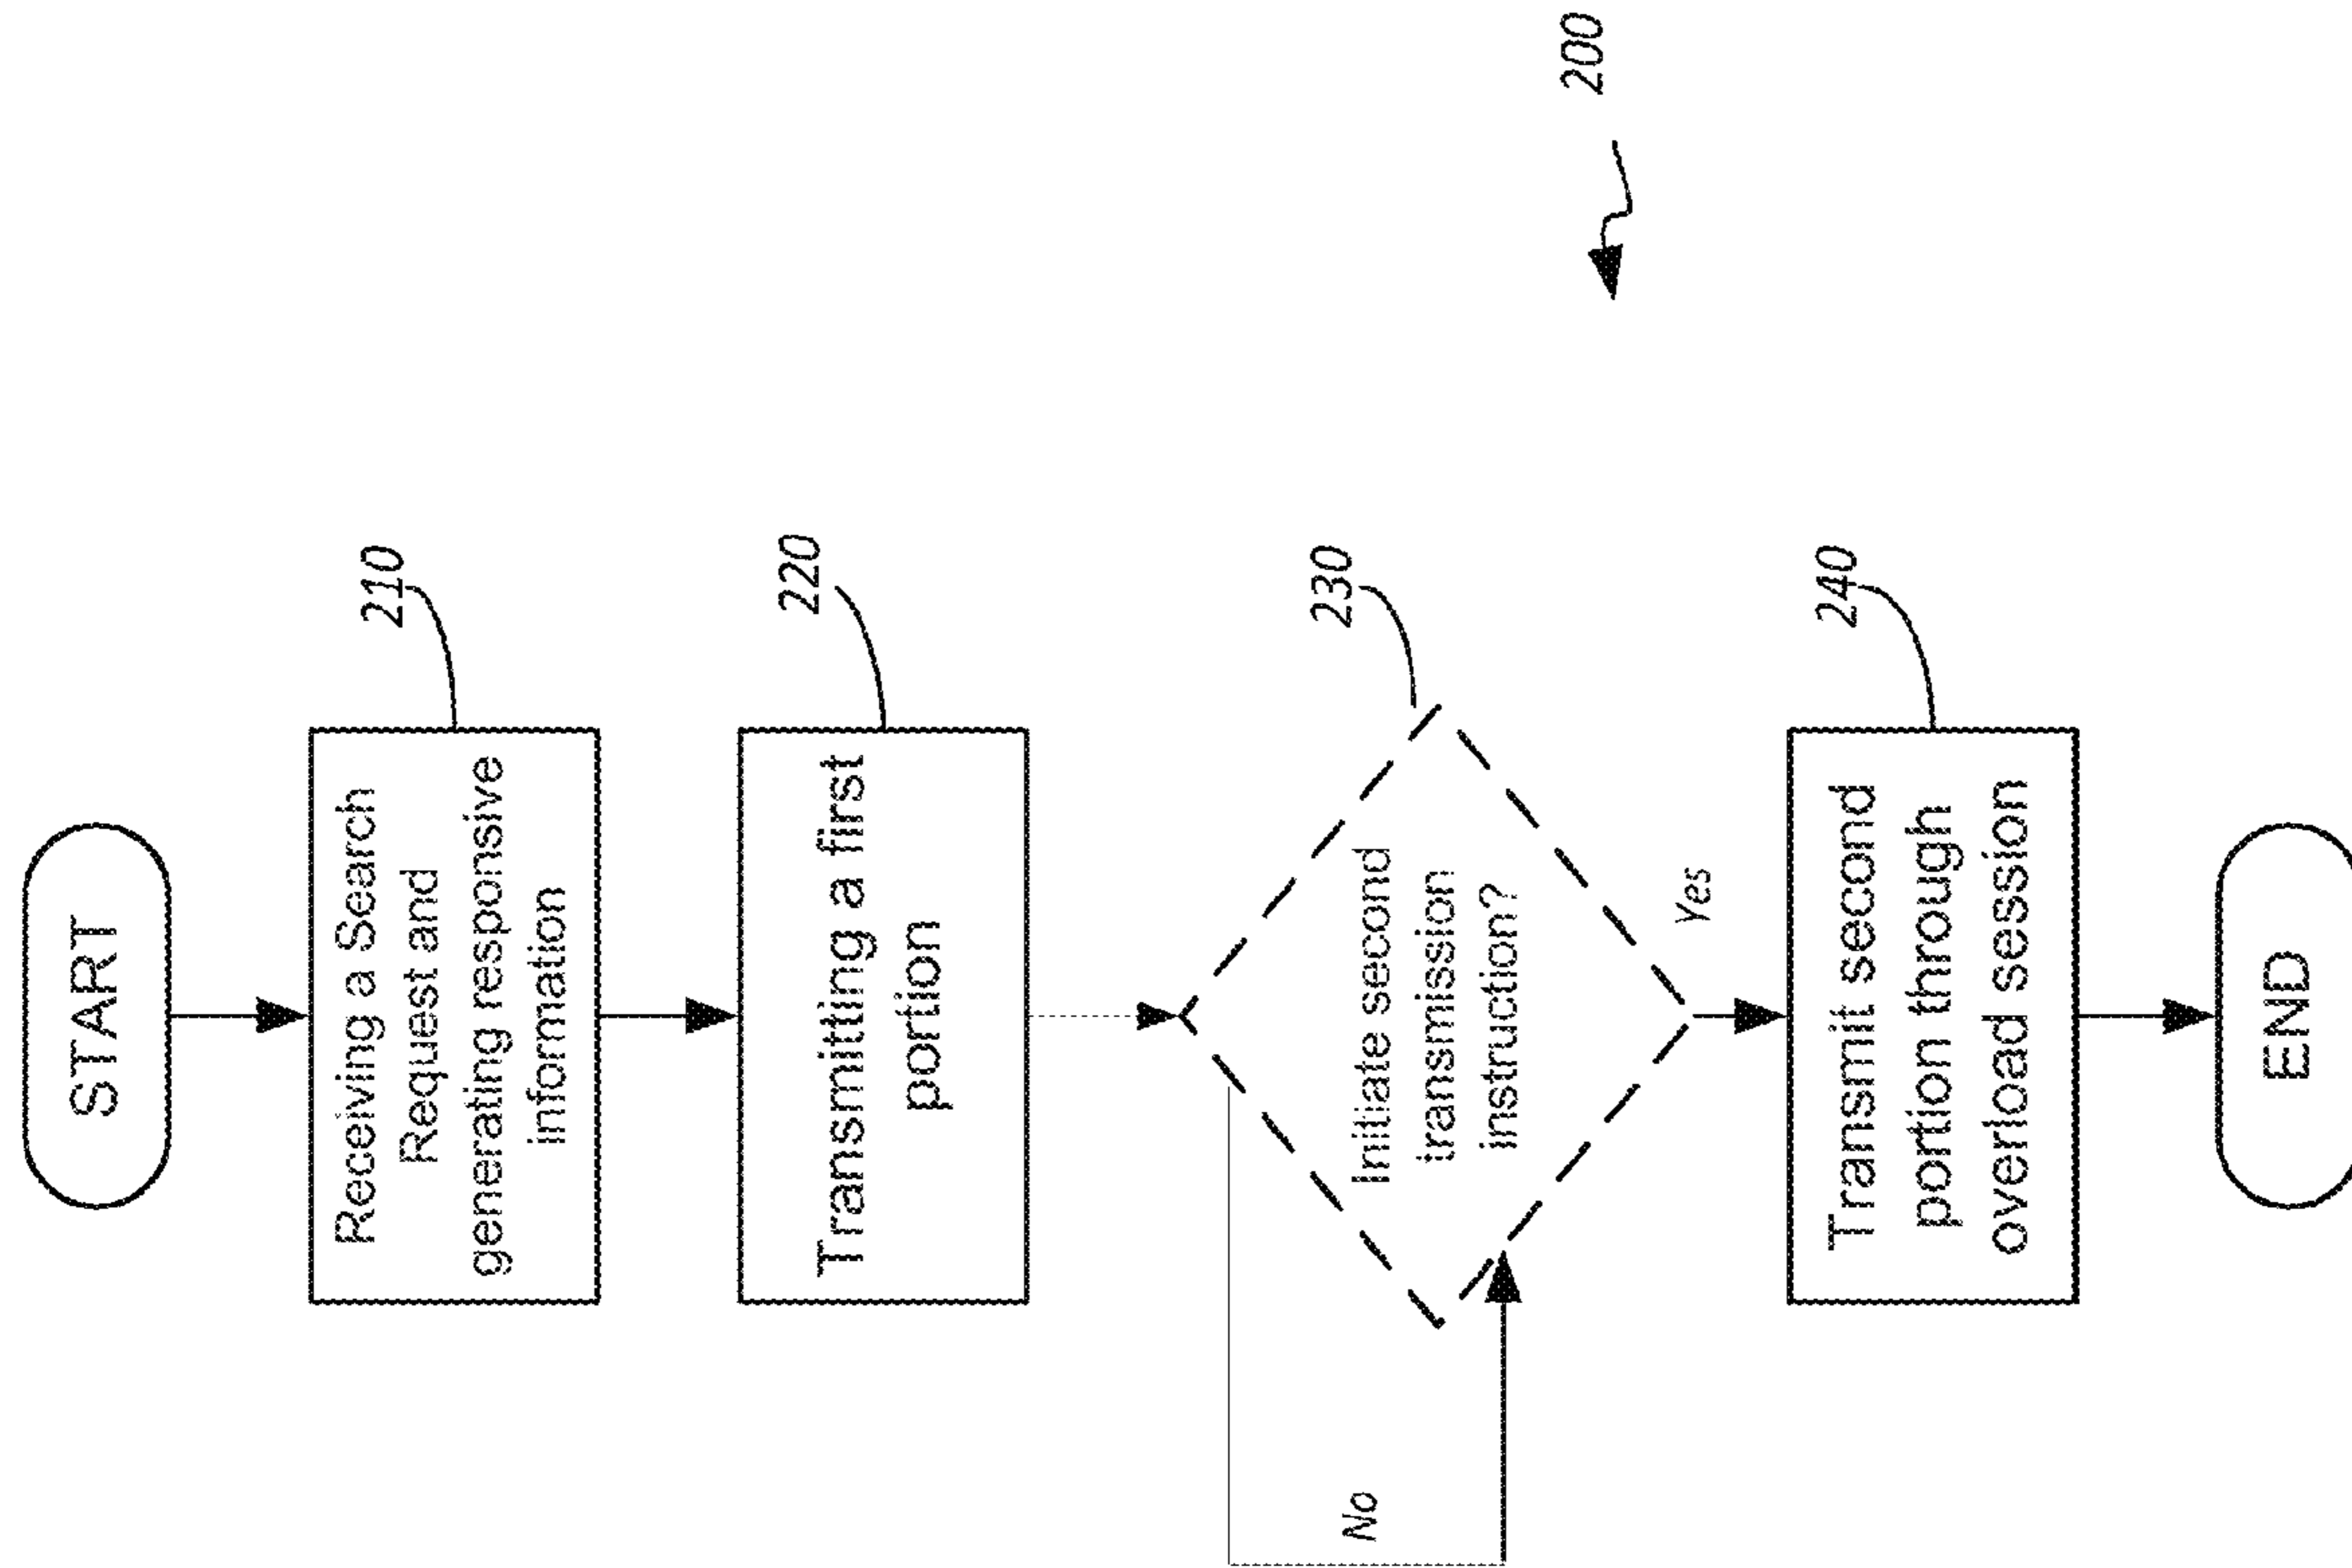 START
Receiving a Search
Request and
generating responsive
information
210
Transmitting a first
portion
220
Initiate second
transmission
instruction?
230
No
Yes
Transmit second
portion through
overload session
240
END
200